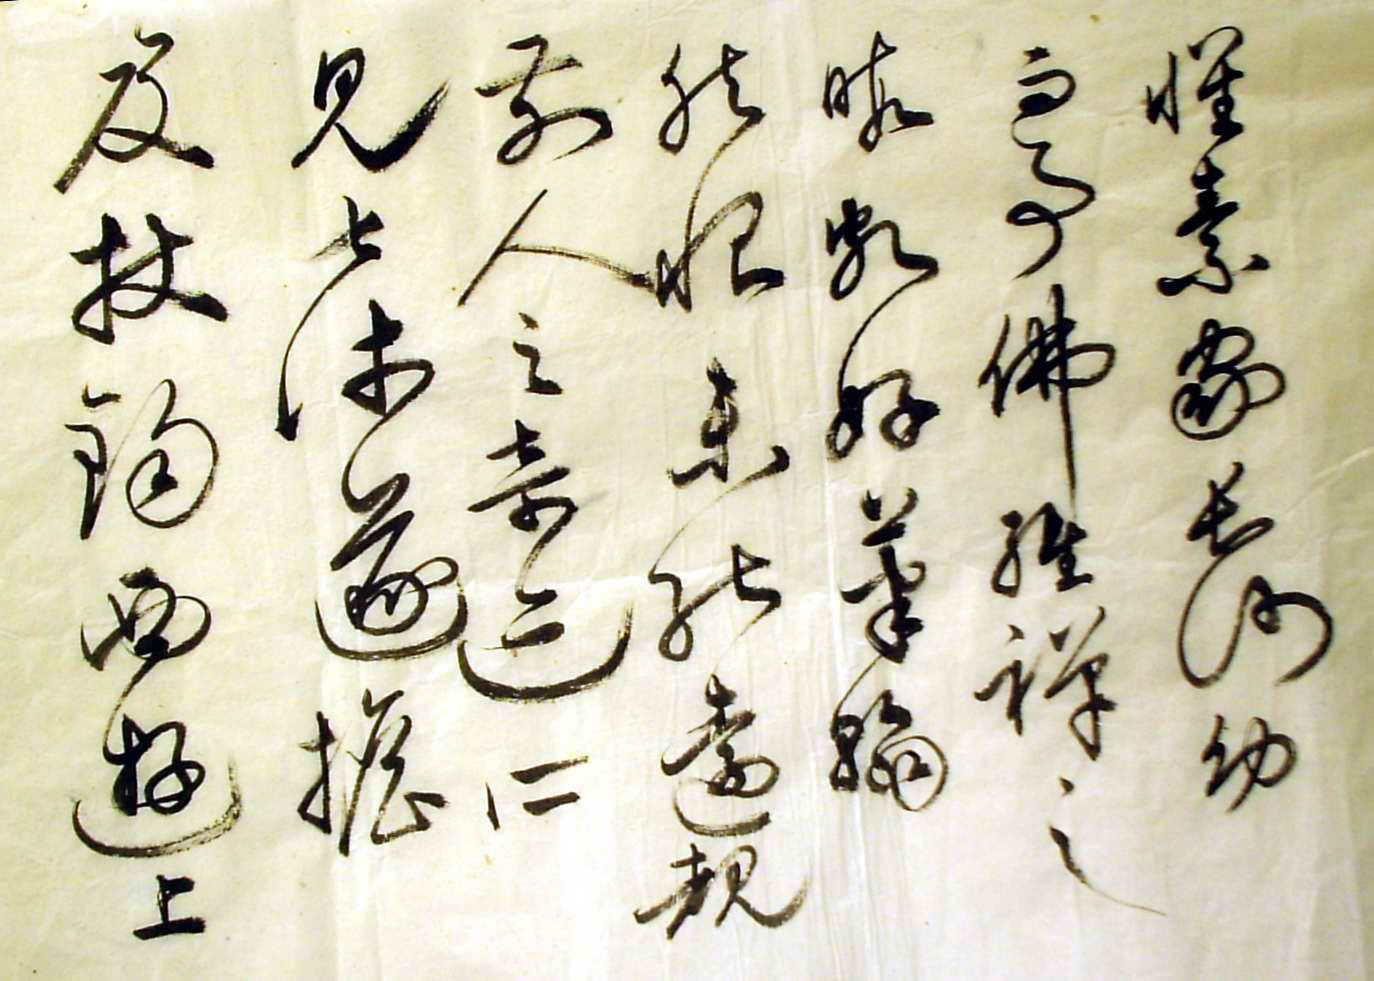 懷素家長沙幼
而事佛經禪之
暇頗好筆翰
然恨未能遠覩
前人之奇迹所
見甚淺遂擔
笈杖錫西遊上